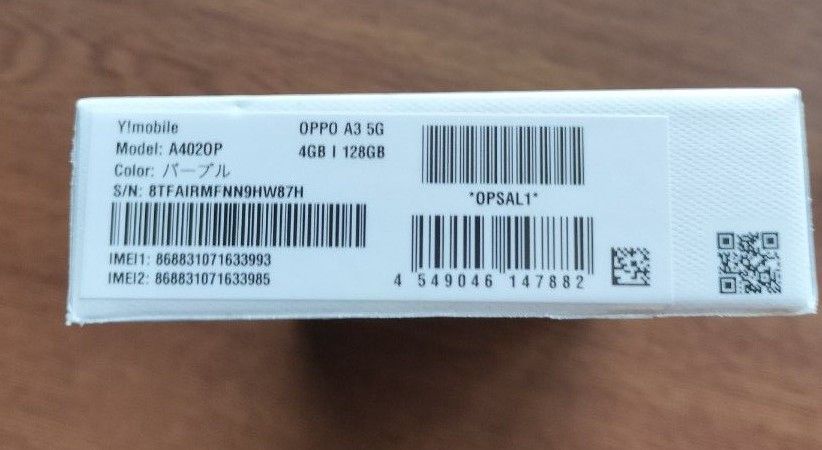 Y!mobile OPPO A3 5G
Model: A402OP 4GB | 128GB
Color: パープル
S/N: 8TFAIRMFNN9HW87H
*OPSAL1*
IMEI1: 868831071633993
IMEI2: 868831071633985
4 549046 147882